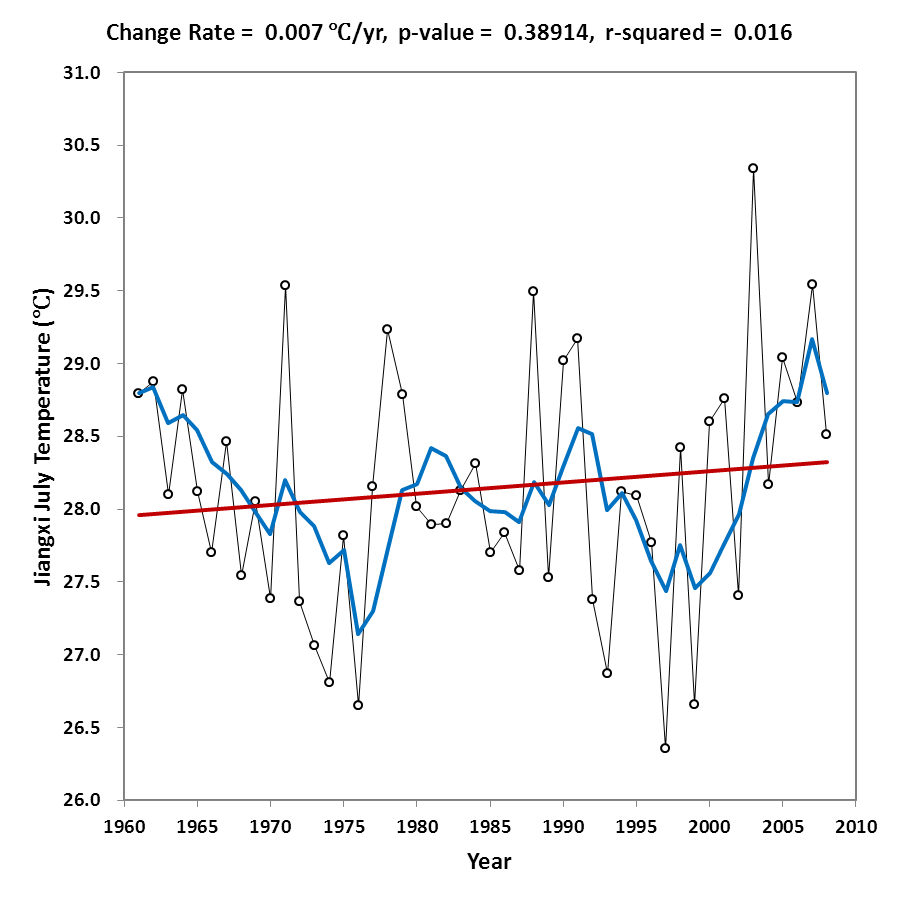 Change Rate = 0.007 ℃/yr, p-value = 0.38914, r-squared = 0.016
31.0
30.5
30.0
29.5
29.0
28.5
28.0
27.5
27.0
26.5
26.0
Jiangxi July Temperature (℃)
1960 1965 1970 1975 1980 1985 1990 1995 2000 2005 2010
Year